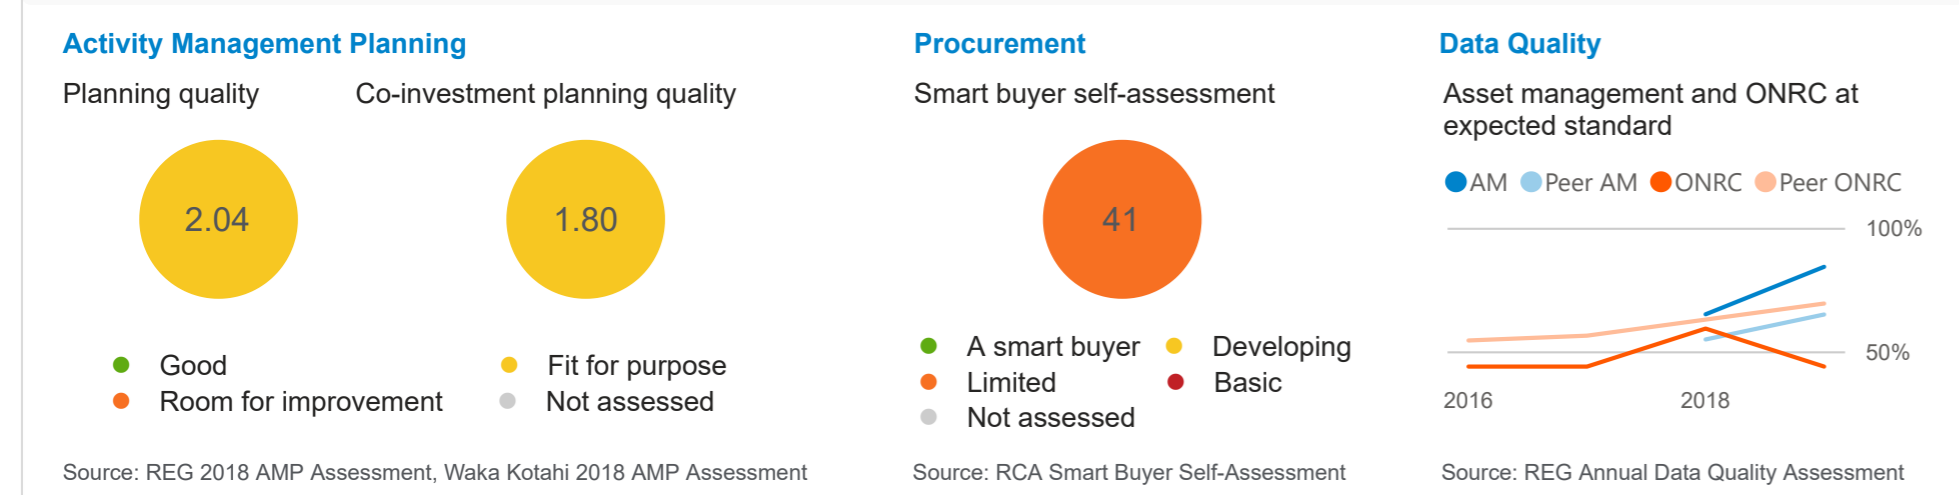 Activity Management Planning
Planning quality
Co-investment planning quality
2.04
1.80
Good
Fit for purpose
Room for improvement
Not assessed
Source: REG 2018 AMP Assessment, Waka Kotahi 2018 AMP Assessment
Procurement
Smart buyer self-assessment
41
A smart buyer
Developing
Limited
Basic
Not assessed
Source: RCA Smart Buyer Self-Assessment
Data Quality
Asset management and ONRC at
expected standard
AM Peer AM ONRC Peer ONRC
100%
50%
2016 2018
Source: REG Annual Data Quality Assessment